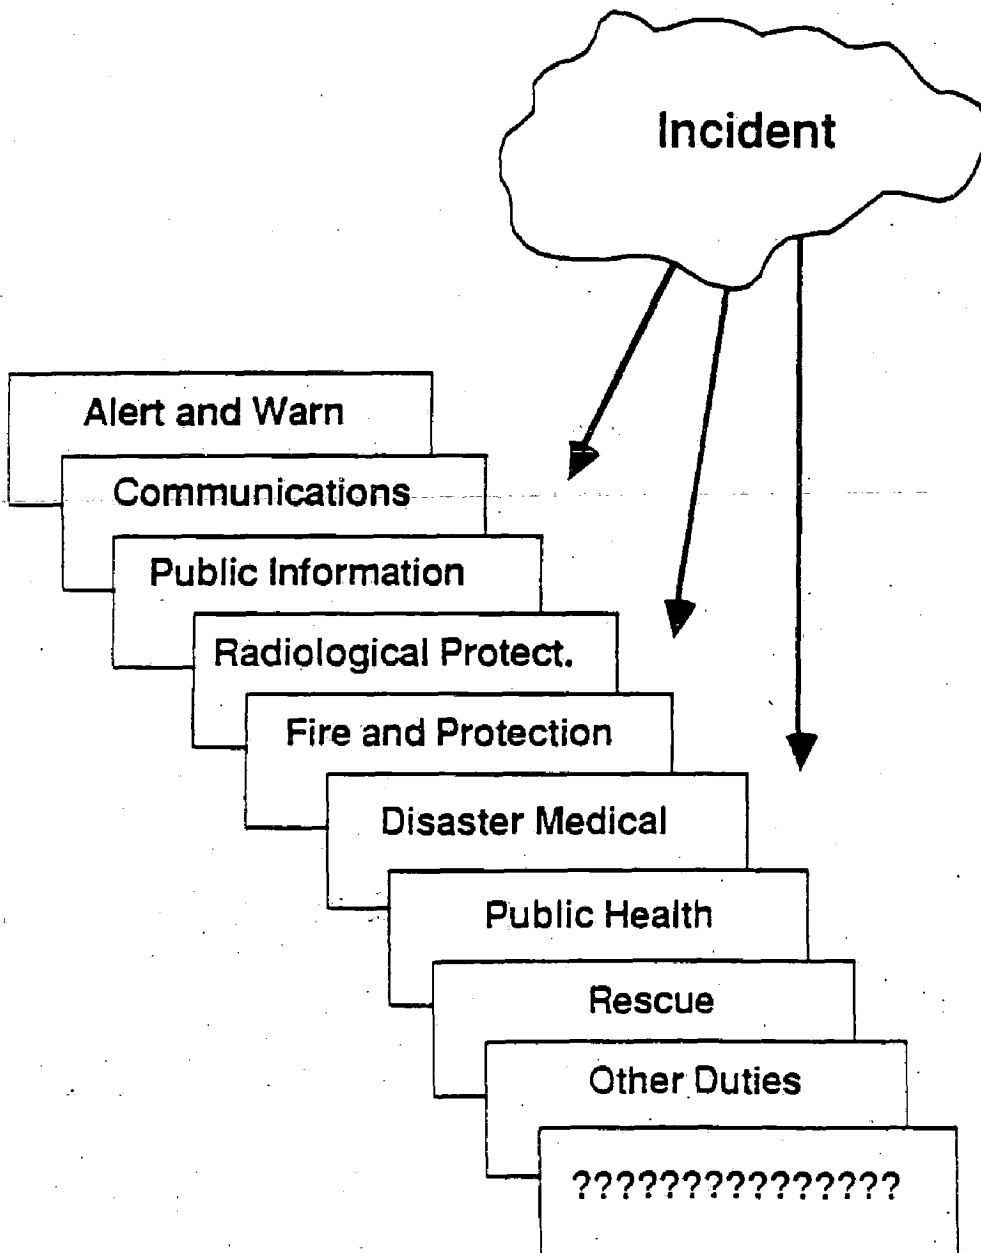 Incident
Alert and Warn
Communications
Public Information
Radiological Protect.
Fire and Protection
Disaster Medical
Public Health
Rescue
Other Duties
???????????????